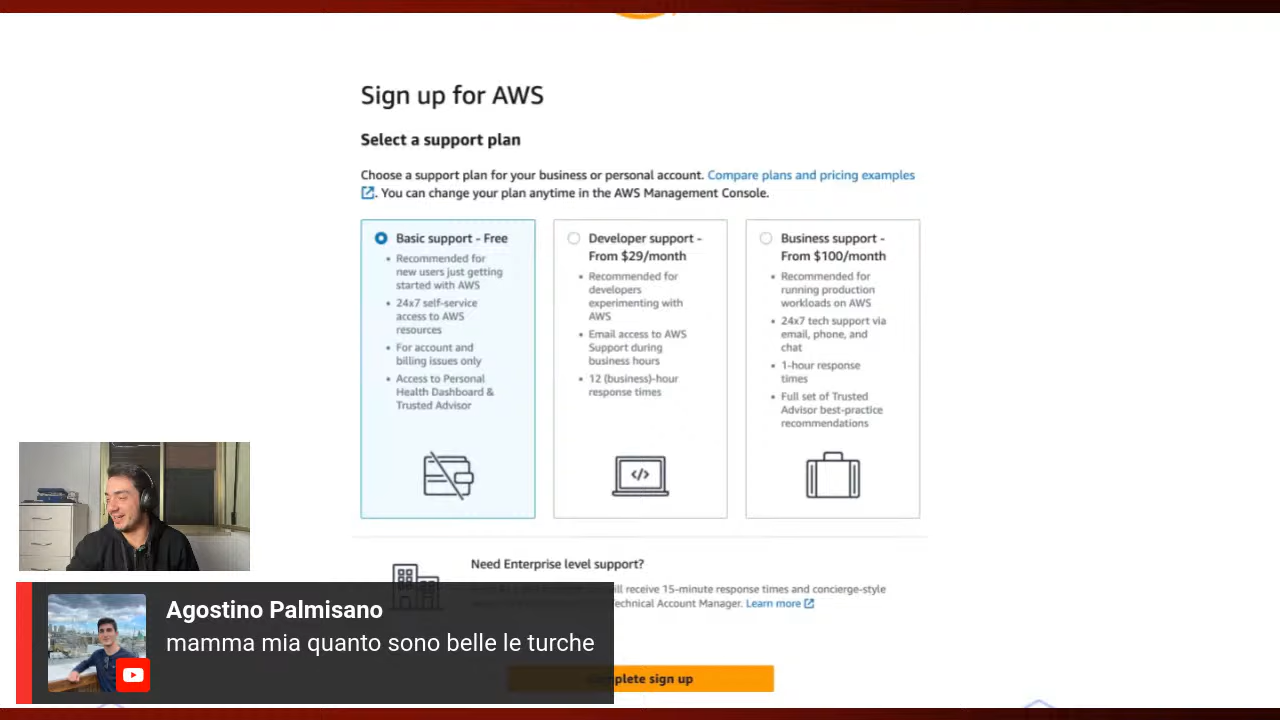 Sign up for AWS
Select a support plan
Choose a support plan for your business or personal account. Compare plans and pricing examples
. You can change your plan anytime in the AWS Management Console.
Basic support - Free
Recommended for
new users just getting
started with AWS
24x7 self-service
access to AWS
resources
For account and
billing issues only
Access to Personal
Health Dashboard &
Trusted Advisor
Developer support -
From $29/month
Recommended for
developers
experimenting with
AWS
Email access to AWS
Support during
business hours
12 (business)-hour
response times
Business support -
From $100/month
Recommended for
running production
workloads on AWS
24x7 tech support via
email, phone, and
chat
1-hour response
times
Full set of Trusted
Advisor best-practice
recommendations
Need Enterprise level support?
receive 15-minute response times and concierge-style
Technical Account Manager. Learn more
Agostino Palmisano
mamma mia quanto sono belle le turche
sign up